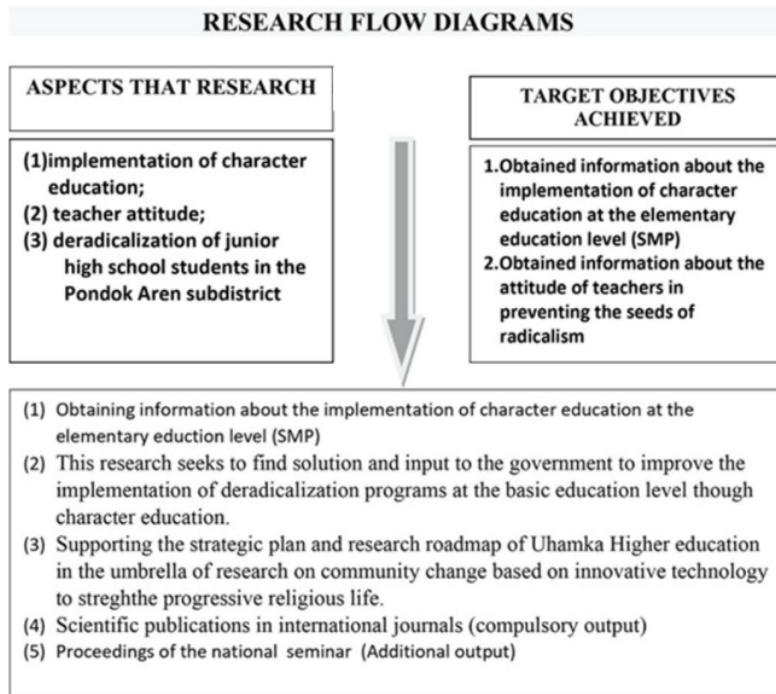 RESEARCH FLOW DIAGRAMS
ASPECTS THAT RESEARCH
(1)implementation of character
education;
(2) teacher attitude;
(3) deradicalization of junior
high school students in the
Pondok Aren subdistrict
TARGET OBJECTIVES
ACHIEVED
1.Obtained information about the
implementation of character
education at the elementary
education level (SMP)
2.Obtained information about the
attitude of teachers in
preventing the seeds of
radicalism
(1) Obtaining information about the implementation of character education at the
elementary eduction level (SMP)
(2) This research seeks to find solution and input to the government to improve the
implementation of deradicalization programs at the basic education level though
character education.
(3) Supporting the strategic plan and research roadmap of Uhamka Higher education
in the umbrella of research on community change based on innovative technology
to streghthe progressive religious life.
(4) Scientific publications in international journals (compulsory output)
(5) Proceedings of the national seminar (Additional output)